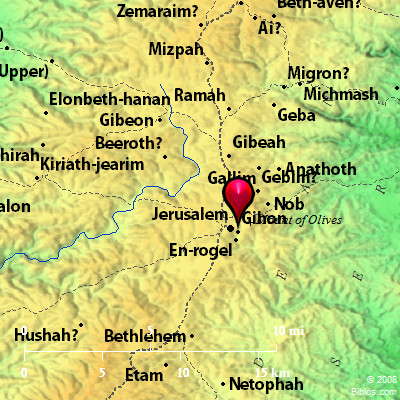 Zemaraim?
Beth-aven?
Ai?
Mizpah
Upper)
Migron?
Michmash
Elonbeth-hanan
Ramah
Geba
Gibeon
Beeroth?
Gibeah
hirah
Kiriath-jearim
Anathoth
Gallim
Gebim?
Nob
alon
Jerusalem
Gihon
Mount of Olives
En-rogel
R
D E S E
Hushah?
Bethlehem
0
10 mi
0
5
10
15 km
Etam
Netophah
© 2008
Biblos.com